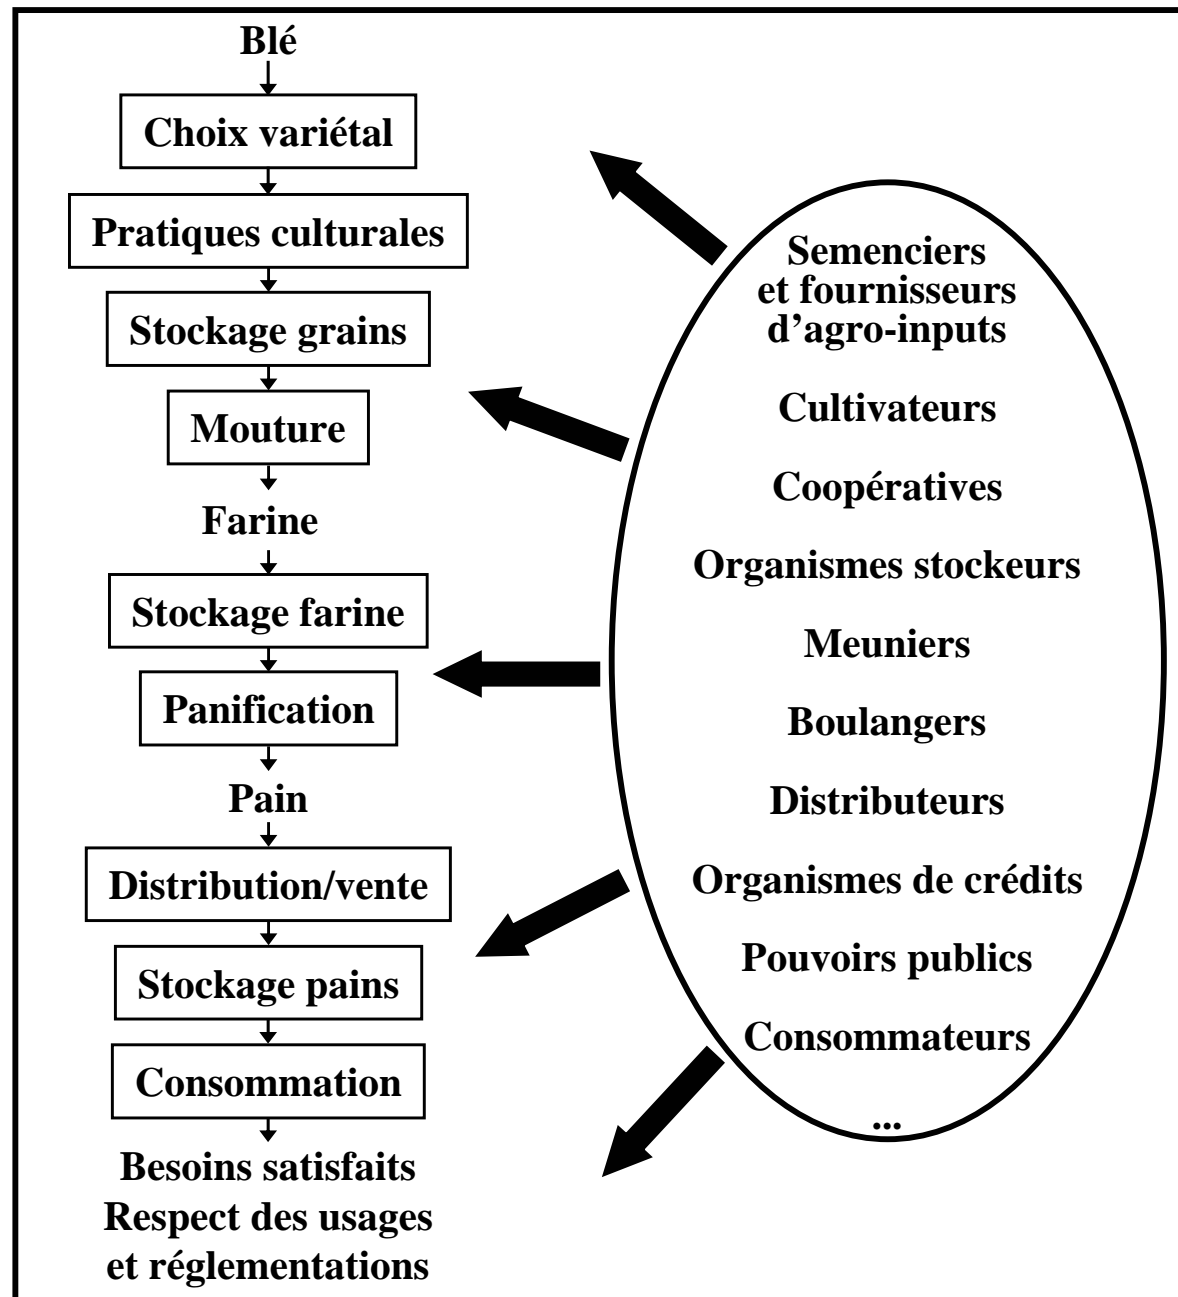 Blé
Choix variétal
Pratiques culturales
Stockage grains
Mouture
Farine
Stockage farine
Panification
Pain
Distribution/vente
Stockage pains
Consommation
Besoins satisfaits
Respect des usages
et réglementations
Semenciers
et fournisseurs
d’agro-inputs
Cultivateurs
Coopératives
Organismes stockeurs
Meuniers
Boulangers
Distributeurs
Organismes de crédits
Pouvoirs publics
Consommateurs
...